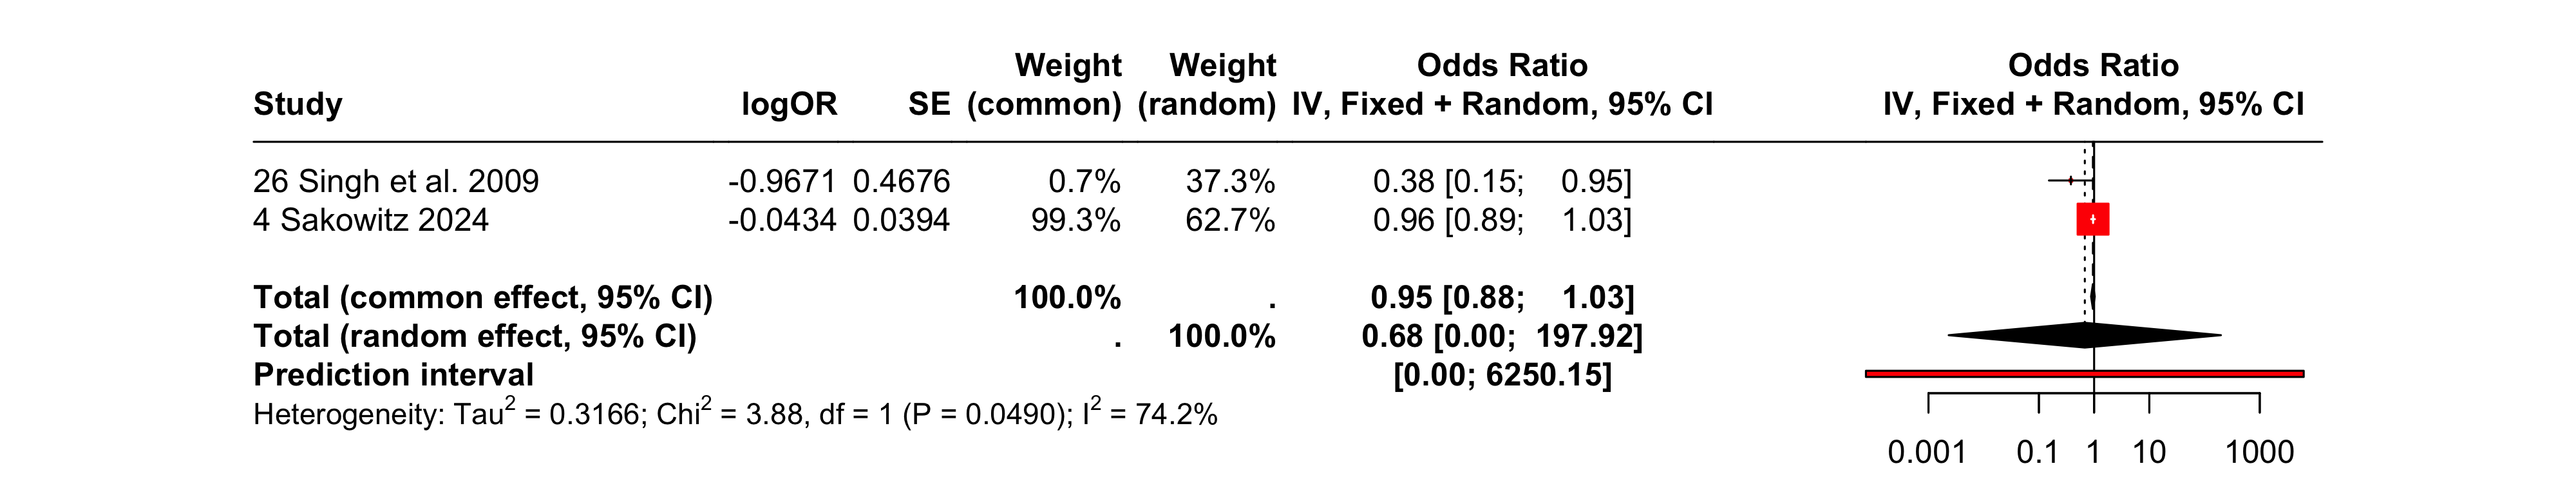 Weight Weight Odds Ratio Odds Ratio
Study logOR SE (common) (random) IV, Fixed + Random, 95% CI IV, Fixed + Random, 95% CI
26 Singh et al. 2009 -0.9671 0.4676 0.7% 37.3% 0.38 [0.15; 0.95]
4 Sakowitz 2024 -0.0434 0.0394 99.3% 62.7% 0.96 [0.89; 1.03]
Total (common effect, 95% CI) 100.0% . 0.95 [0.88; 1.03]
Total (random effect, 95% CI) . 100.0% 0.68 [0.00; 197.92]
Prediction interval [0.00; 6250.15]
Heterogeneity: Tau² = 0.3166; Chi² = 3.88, df = 1 (P = 0.0490); I² = 74.2%
0.001 0.1 1 10 1000